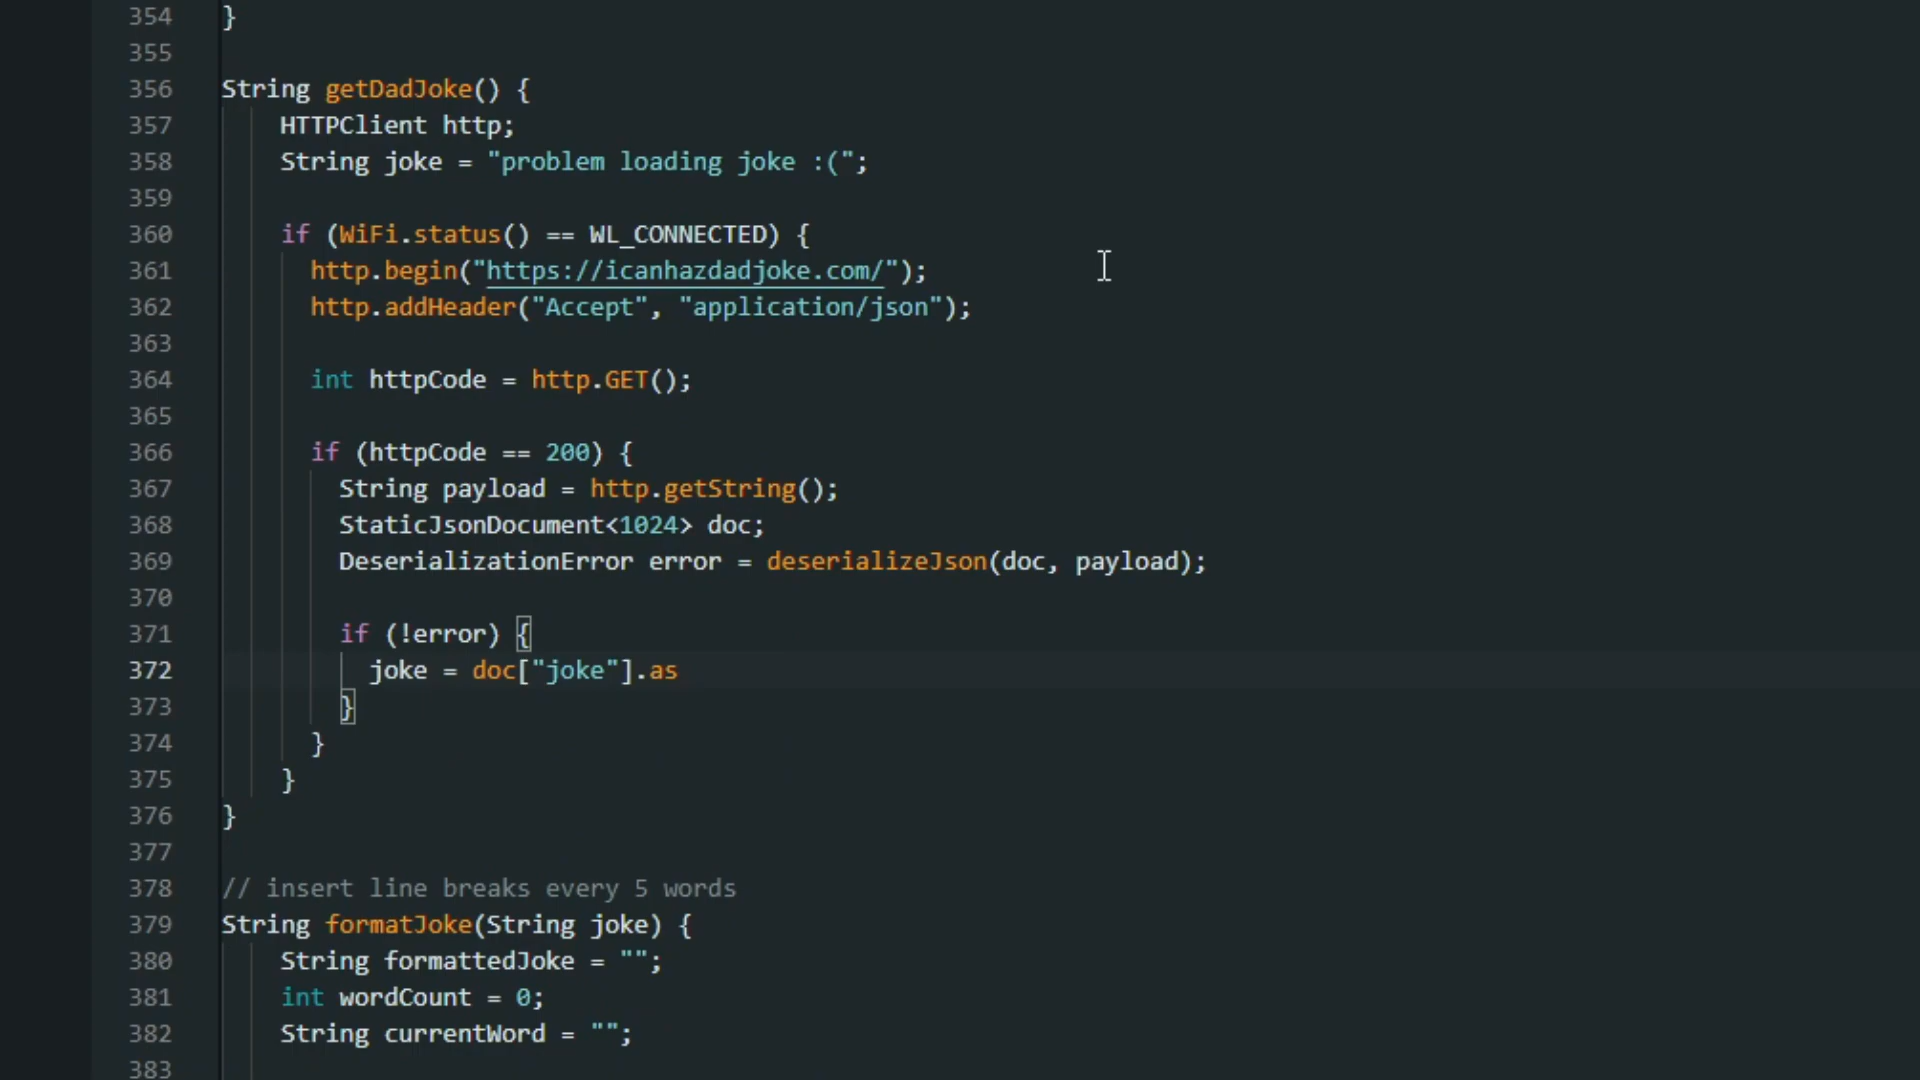 354 }
355
356 String getDadJoke() {
357 HTTPClient http;
358 String joke = "problem loading joke :(";
359
360 if (WiFi.status() == WL_CONNECTED) {
361 http.begin("https://icanhazdadjoke.com/");
362 http.addHeader("Accept", "application/json");
363
364 int httpCode = http.GET();
365
366 if (httpCode == 200) {
367 String payload = http.getString();
368 StaticJsonDocument<1024> doc;
369 DeserializationError error = deserializeJson(doc, payload);
370
371 if (!error) {
372 joke = doc["joke"].as
373 }
374 }
375 }
376 }
377
378 // insert line breaks every 5 words
379 String formatJoke(String joke) {
380 String formattedJoke = "";
381 int wordCount = 0;
382 String currentWord = "";
383